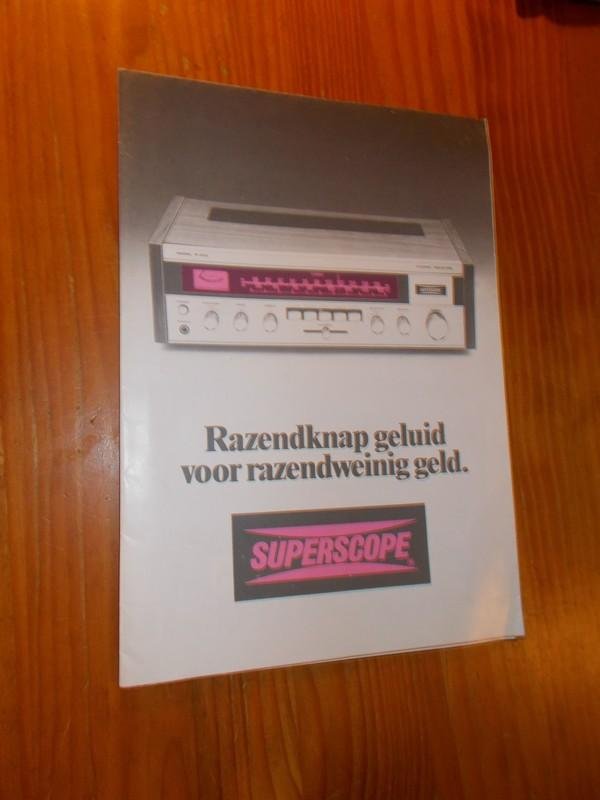 Razendknap geluid
voor razendweinig geld.
SUPERSCOPE